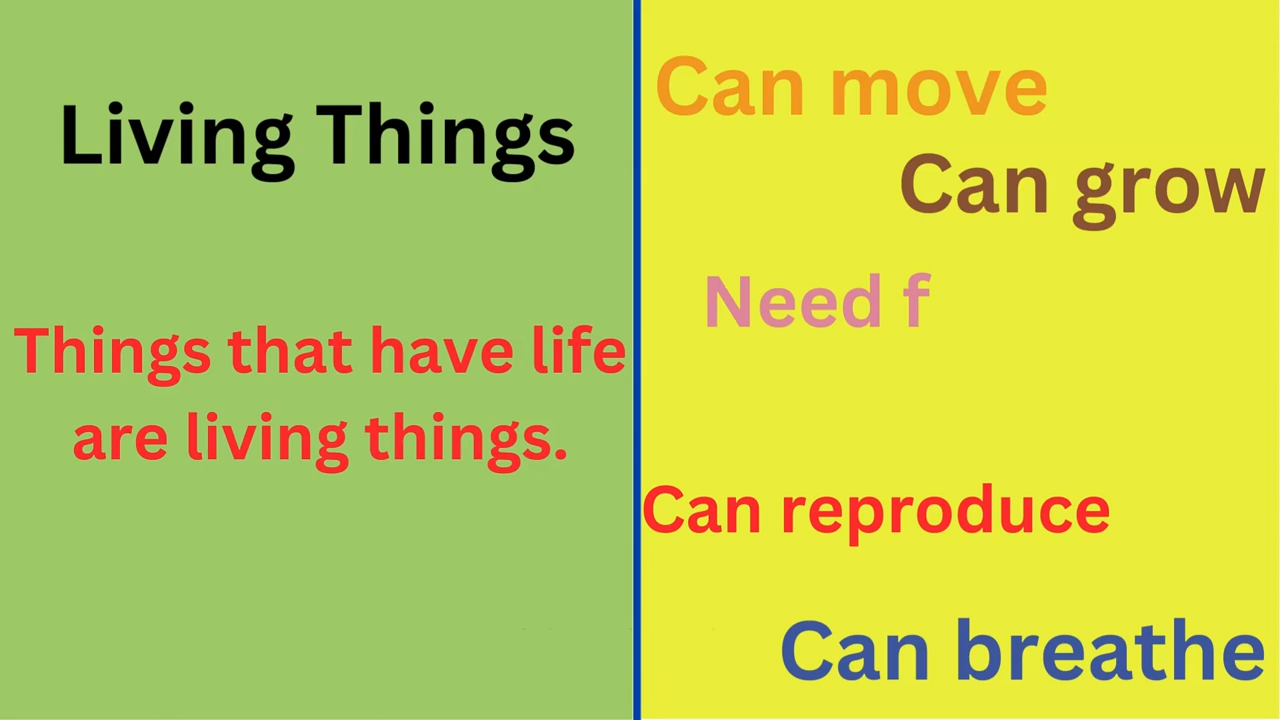 Living Things
Things that have life
are living things.
Can move
Can grow
Need f
Can reproduce
Can breathe